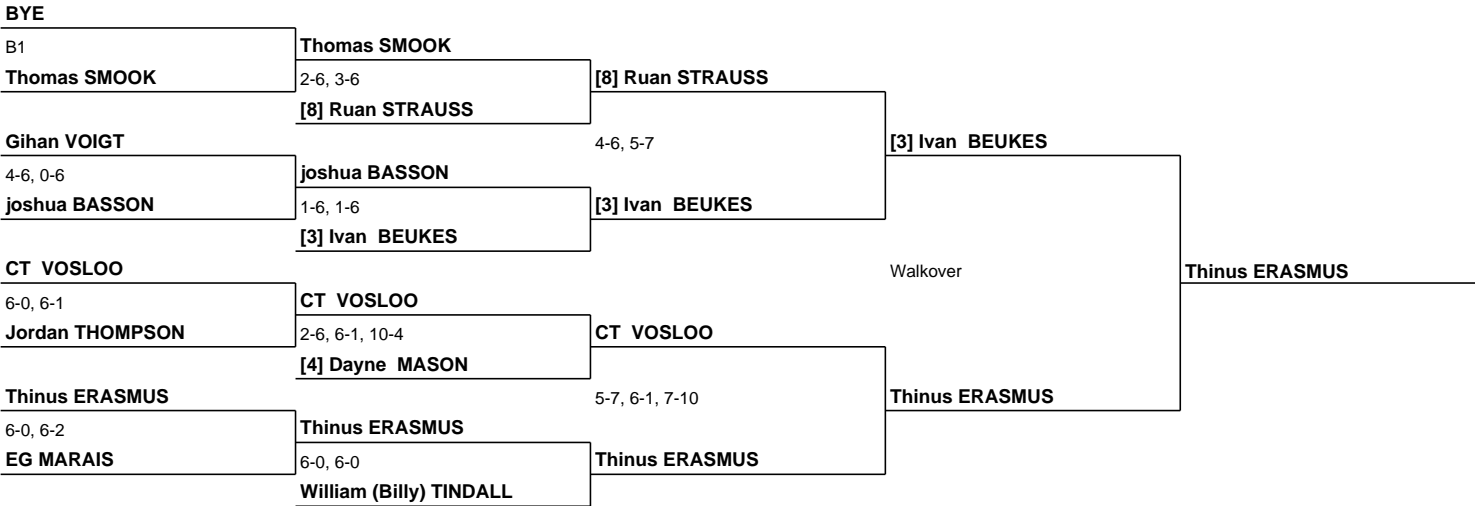 BYE
B1
Thomas SMOOK
Thomas SMOOK
2-6, 3-6
[8] Ruan STRAUSS
[8] Ruan STRAUSS
Gihan VOIGT
4-6, 0-6
joshua BASSON
joshua BASSON
1-6, 1-6
[3] Ivan  BEUKES
4-6, 5-7
[3] Ivan  BEUKES
[3] Ivan  BEUKES
CT  VOSLOO
6-0, 6-1
Jordan THOMPSON
CT  VOSLOO
2-6, 6-1, 10-4
[4] Dayne  MASON
CT  VOSLOO
Thinus ERASMUS
6-0, 6-2
EG MARAIS
Thinus ERASMUS
6-0, 6-0
William (Billy) TINDALL
5-7, 6-1, 7-10
Thinus ERASMUS
Thinus ERASMUS
Walkover
Thinus ERASMUS